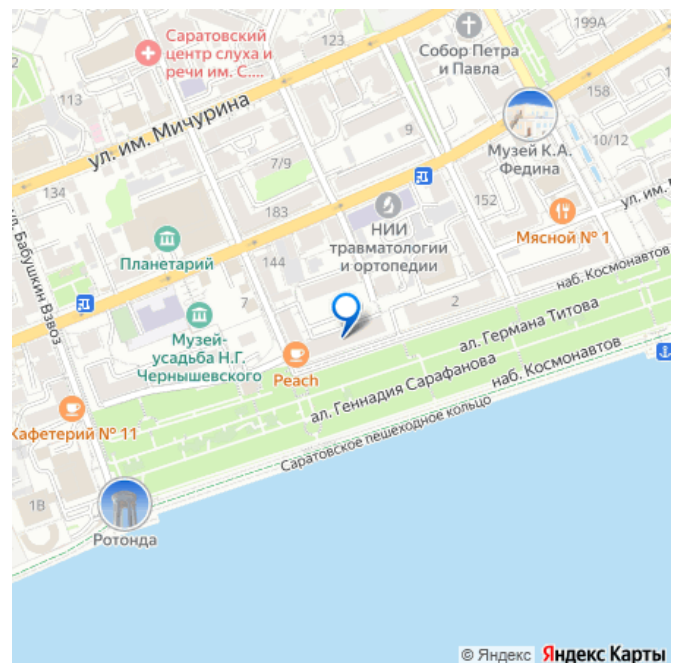 Саратовский
центр слуха и
речи им. С....
123
Собор Петра
и Павла
199А
113
158
ул. им. Мичурина
9
10/12
Музей К.А.
Федина
7/9
134
183
152
НИИ
травматологии
и ортопедии
ул. им.
Мясной № 1
ул. Бабушкин Взвоз
Планетарий
144
наб. Космонавтов
7
2
ал. Германа Титова
Музей-
усадьба Н.Г.
Чернышевского
Peach
ал. Геннадия Сарафанова
наб. Космонавтов
Саратовское пешеходное кольцо
Кафетерий № 11
1В
Ротонда
© Яндекс Яндекс Карты